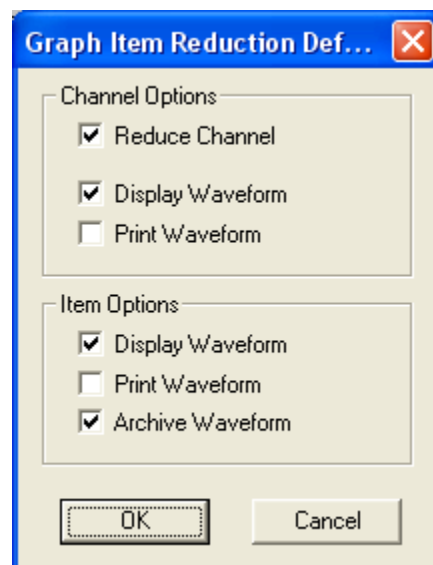 Graph Item Reduction Def...
Channel Options
Reduce Channel
Display Waveform
Print Waveform
Item Options
Display Waveform
Print Waveform
Archive Waveform
OK
Cancel